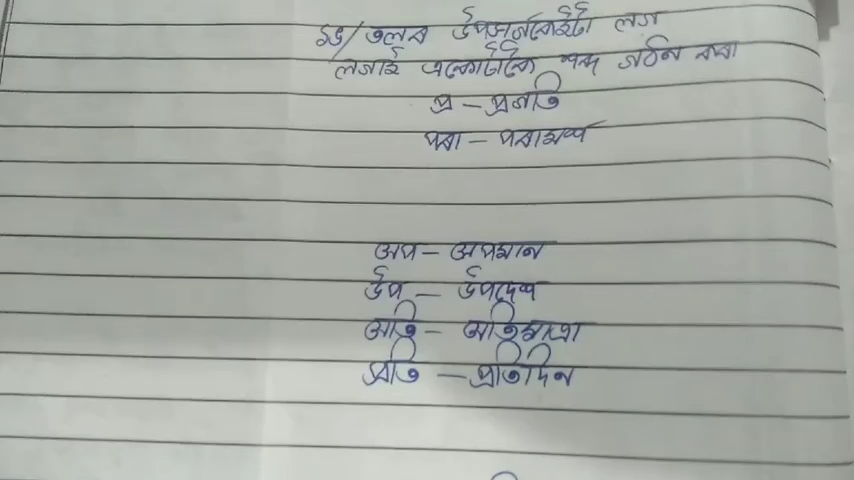 ১৬/ তলৰ উপসৰ্গকেইটা লগ
লগাই একোটাকৈ শব্দ গঠন কৰা
প্ৰ – প্ৰগতি
পৰা – পৰামৰ্শ
অপ – অপমান
উপ – উপদেশ
অতি – অতিমাত্ৰা
প্ৰতি – প্ৰতিদিন